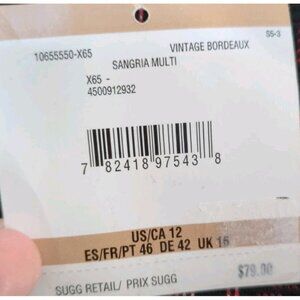 10655550-X65 VINTAGE BORDEAUX S5-3
SANGRIA MULTI
X65 -
4500912932
7 82418 97543 8
US/CA 12
ES/FR/PT 46 DE 42 UK 16
SUGG RETAIL/ PRIX SUGG $79.00